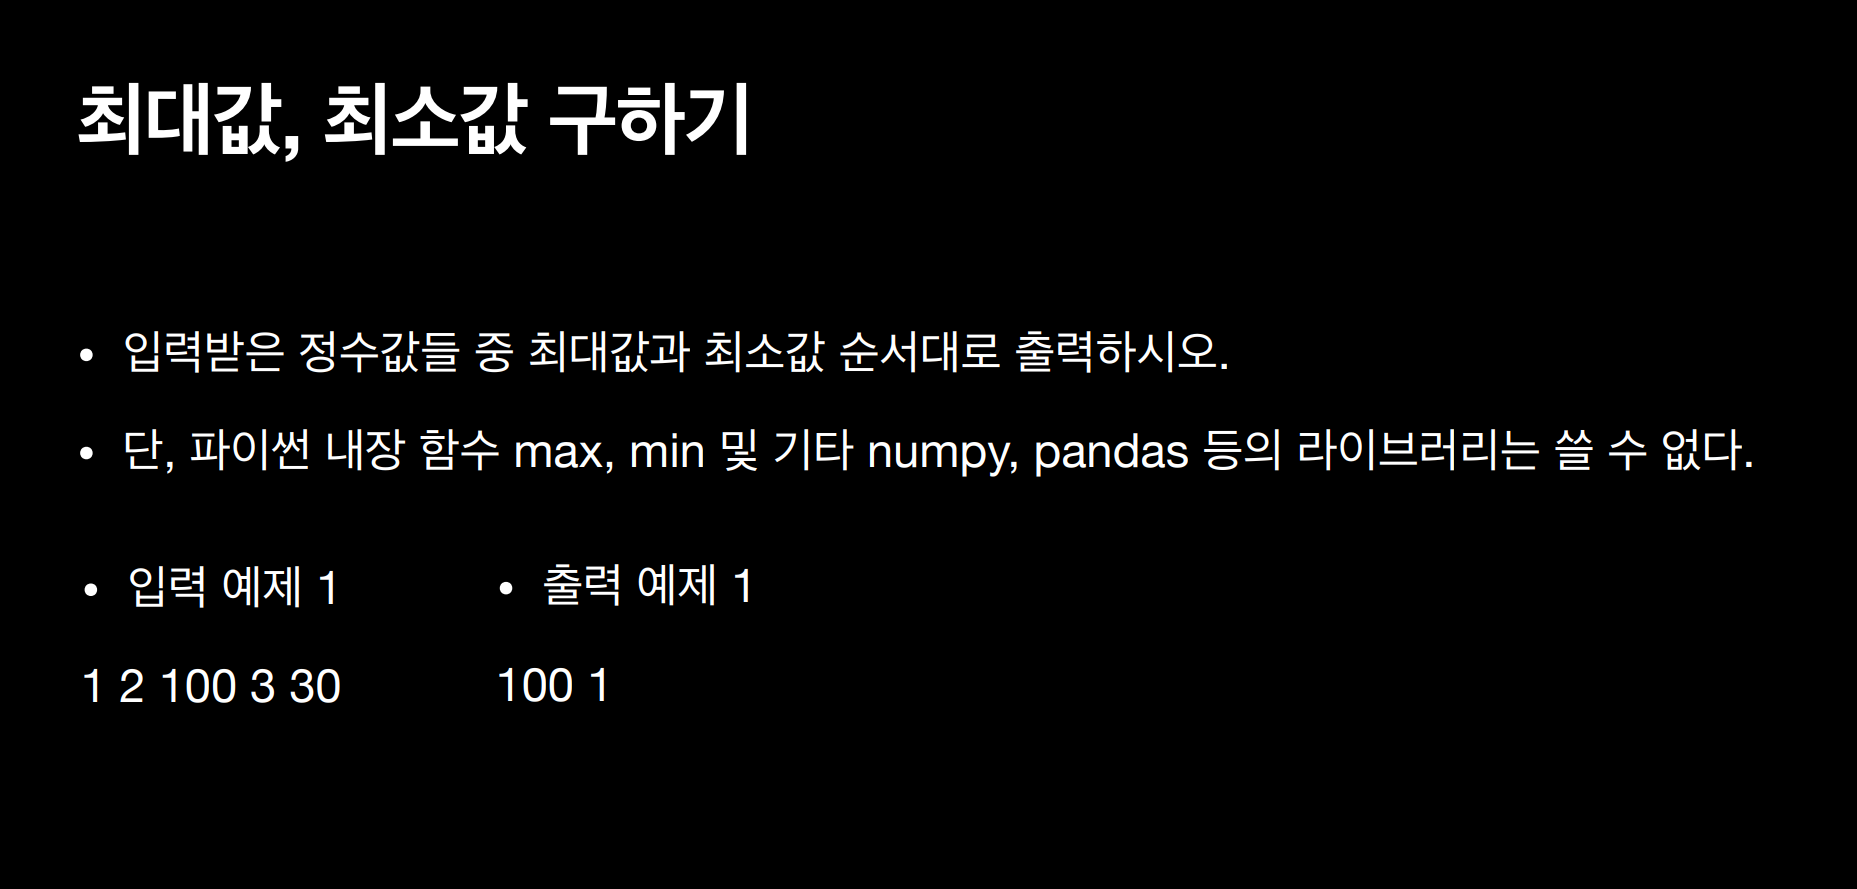 최대값, 최소값 구하기
• 입력받은 정수값들 중 최대값과 최소값 순서대로 출력하시오.
• 단, 파이썬 내장 함수 max, min 및 기타 numpy, pandas 등의 라이브러리는 쓸 수 없다.
• 입력 예제 1
1 2 100 3 30
• 출력 예제 1
100 1